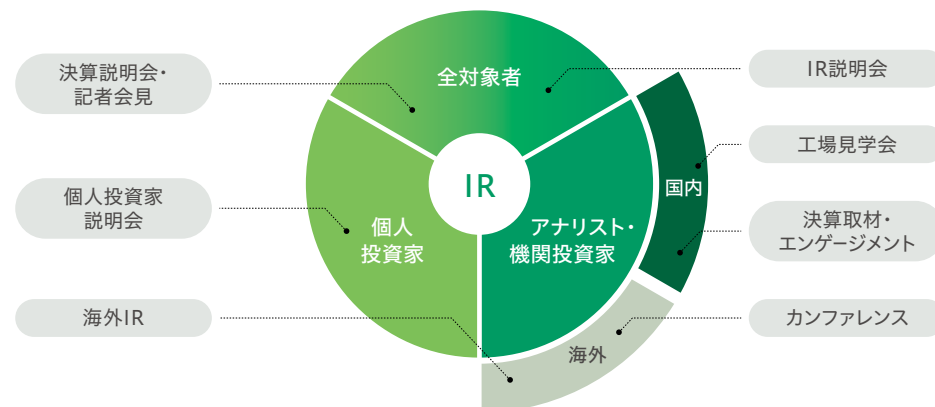 決算説明会・
記者会見
個人投資家
説明会
海外IR
全対象者
IR
個人
投資家
アナリスト・
機関投資家
国内
海外
IR説明会
工場見学会
決算取材・
エンゲージメント
カンファレンス